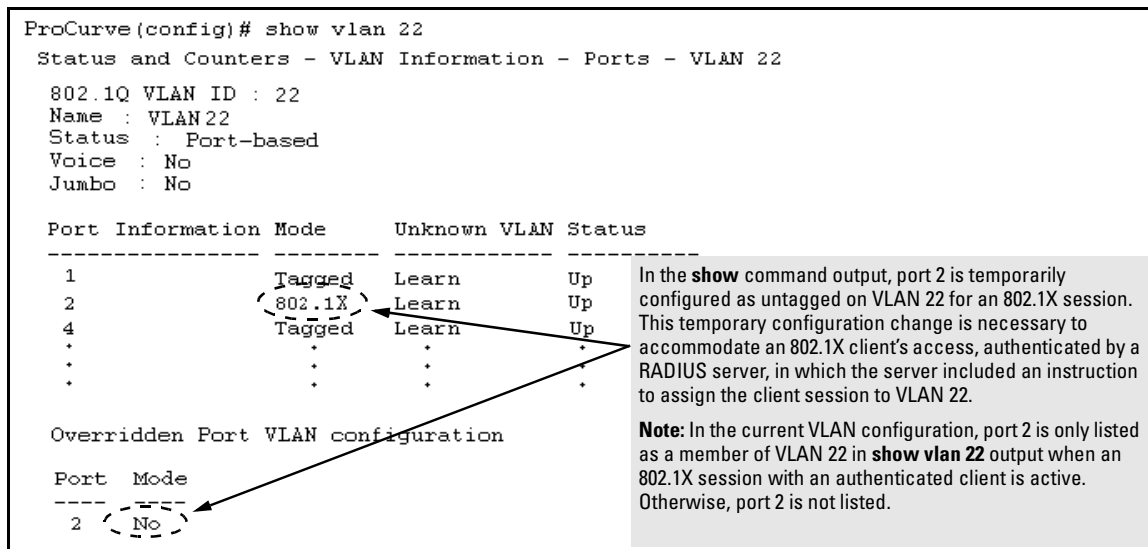 ProCurve(config)# show vlan 22
Status and Counters - VLAN Information - Ports - VLAN 22
802.1Q VLAN ID : 22
Name : VLAN22
Status : Port-based
Voice : No
Jumbo : No
Port Information Mode Unknown VLAN Status
---------------- -------- ------------ ----------
1 Tagged Learn Up
2 802.1X Learn Up
4 Tagged Learn Up
Overridden Port VLAN configuration
Port Mode
---- ----
2 No
In the show command output, port 2 is temporarily
configured as untagged on VLAN 22 for an 802.1X session.
This temporary configuration change is necessary to
accommodate an 802.1X client's access, authenticated by a
RADIUS server, in which the server included an instruction
to assign the client session to VLAN 22.
Note: In the current VLAN configuration, port 2 is only listed
as a member of VLAN 22 in show vlan 22 output when an
802.1X session with an authenticated client is active.
Otherwise, port 2 is not listed.